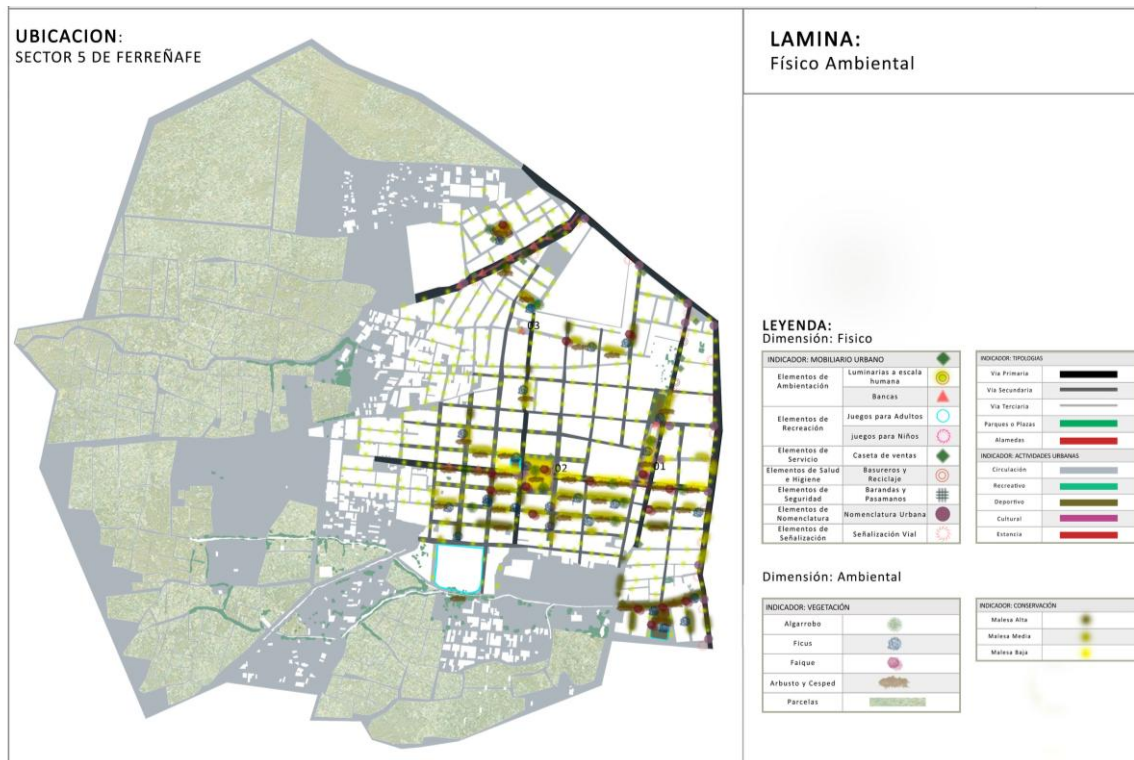 UBICACION:
SECTOR 5 DE FERREÑAFE
03
02
01
LAMINA:
Físico Ambiental
LEYENDA:
Dimensión: Fisico
INDICADOR: MOBILIARIO URBANO
Elementos de Ambientación
Luminarias a escala humana
Bancas
Elementos de Recreación
Juegos para Adultos
juegos para Niños
Elementos de Servicio
Caseta de ventas
Elementos de Salud e Higiene
Basureros y Reciclaje
Elementos de Seguridad
Barandas y Pasamanos
Elementos de Nomenclatura
Nomenclatura Urbana
Elementos de Señalización
Señalización Vial
INDICADOR: TIPOLOGIAS
Via Primaria
Via Secundaria
Via Terciaria
Parques o Plazas
Alamedas
INDICADOR: ACTIVIDADES URBANAS
Circulación
Recreativo
Deportivo
Cultural
Estancia
Dimensión: Ambiental
INDICADOR: VEGETACIÓN
Algarrobo
Ficus
Faique
Arbusto y Cesped
Parcelas
INDICADOR: CONSERVACIÓN
Malesa Alta
Malesa Media
Malesa Baja